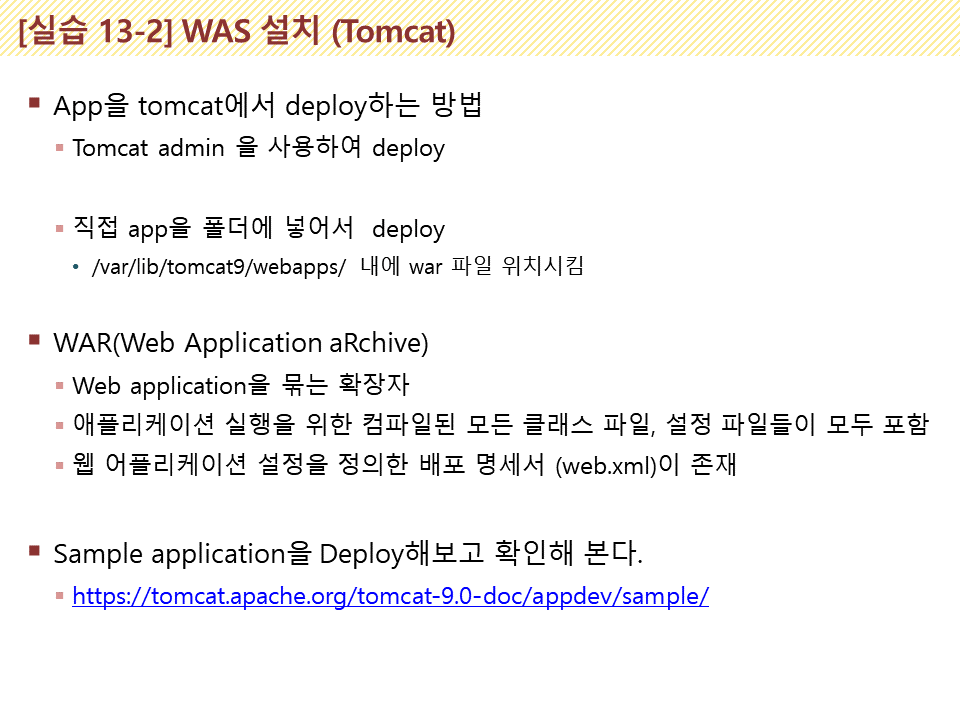 [실습 13-2] WAS 설치 (Tomcat)
App을 tomcat에서 deploy하는 방법
Tomcat admin 을 사용하여 deploy
직접 app을 폴더에 넣어서 deploy
/var/lib/tomcat9/webapps/ 내에 war 파일 위치시킴
WAR(Web Application aRchive)
Web application을 묶는 확장자
애플리케이션 실행을 위한 컴파일된 모든 클래스 파일, 설정 파일들이 모두 포함
웹 어플리케이션 설정을 정의한 배포 명세서 (web.xml)이 존재
Sample application을 Deploy해보고 확인해 본다.
https://tomcat.apache.org/tomcat-9.0-doc/appdev/sample/